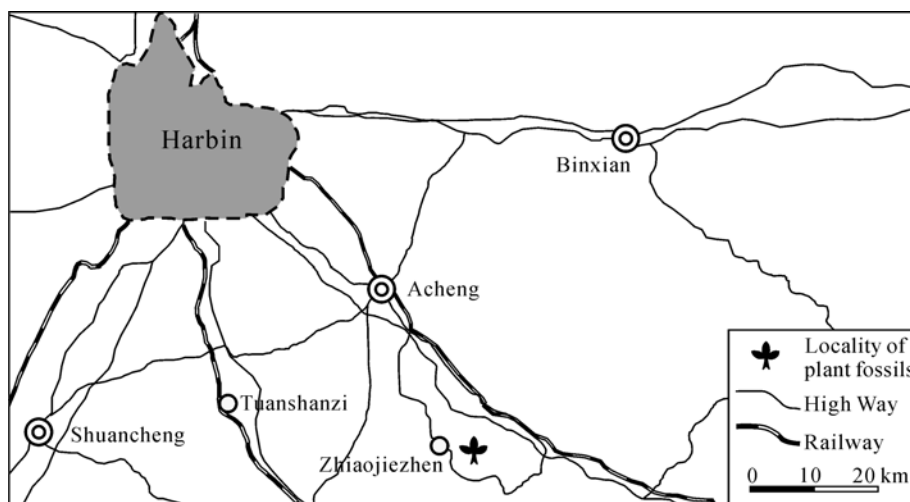 Harbin
Binxian
Acheng
Tuanshanzi
Shuancheng
Zhiaojiezhen
Locality of
plant fossils
High Way
Railway
0 10 20 km